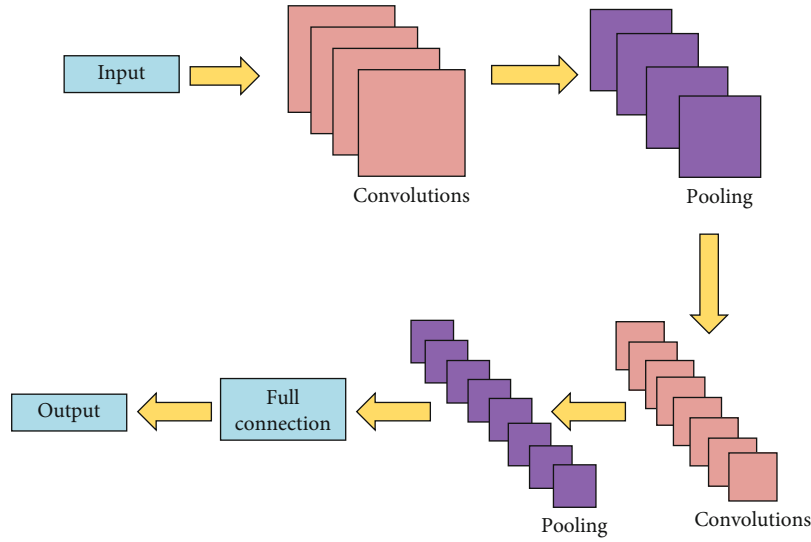 Input
Convolutions
Pooling
Convolutions
Pooling
Full
connection
Output